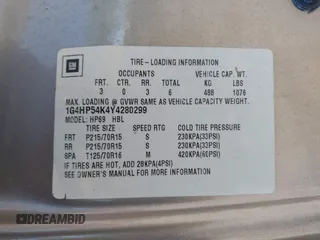 GM
TIRE-LOADING INFORMATION
OCCUPANTS VEHICLE CAP. WT.
FRT. CTR. RR. TOTAL KG LBS
3 0 3 6 488 1076
MAX. LOADING @ GVWR SAME AS VEHICLE CAPACITY WEIGHT
1G4HP54K4Y4280299
MODEL: HP69 HBL
TIRE SIZE SPEED RTG COLD TIRE PRESSURE
FRT P215/70R15 S 230KPA(33PSI)
RR P215/70R15 S 230KPA(33PSI)
SPA T125/70R16 M 420KPA(60PSI)
IF TIRES ARE HOT, ADD 28KPA(4PSI)
SEE OWNER'S MANUAL FOR ADDITIONAL INFORMATION
DREAMBID